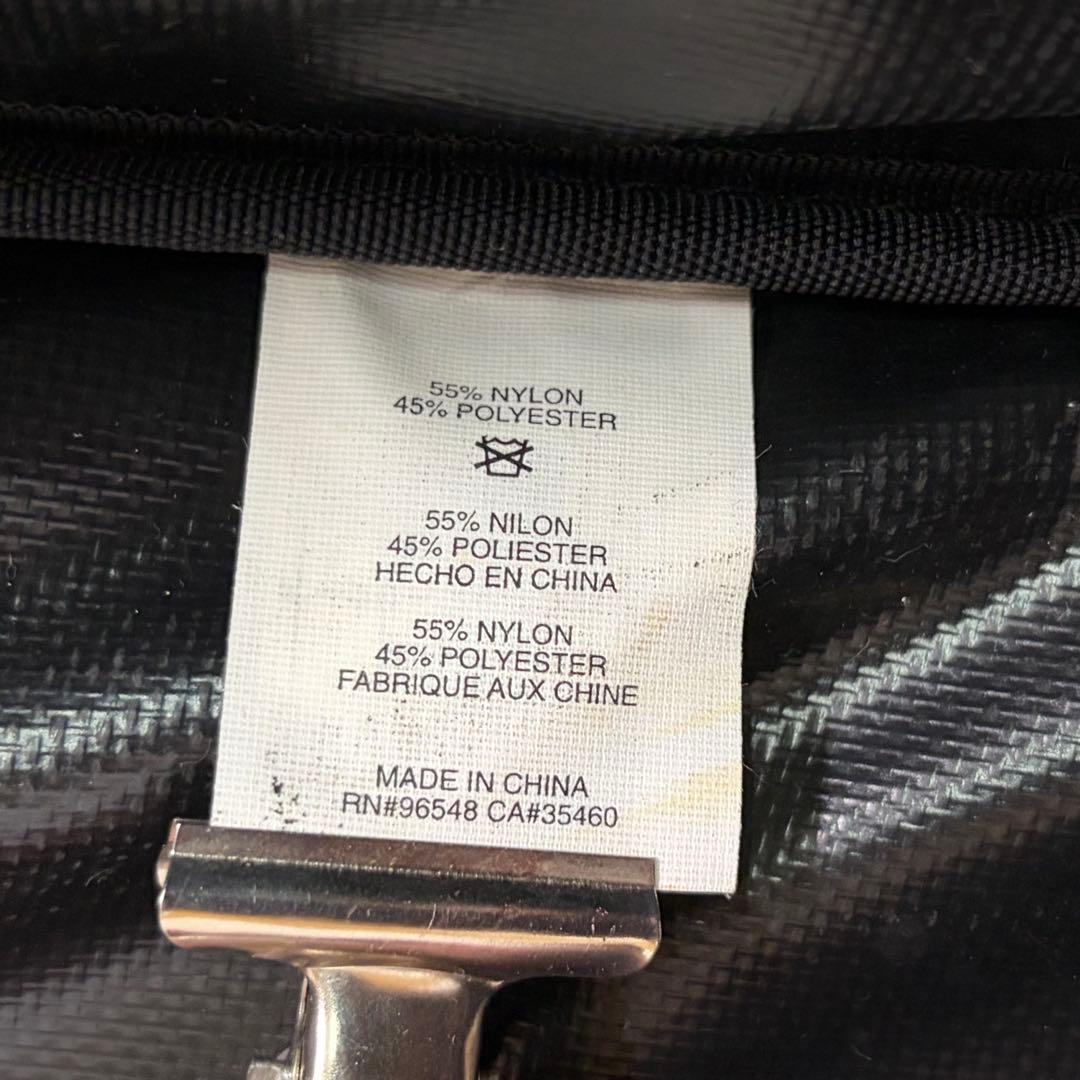 55% NYLON
45% POLYESTER
55% NILON
45% POLIESTER
HECHO EN CHINA
55% NYLON
45% POLYESTER
FABRIQUE AUX CHINE
MADE IN CHINA
RN#96548 CA#35460